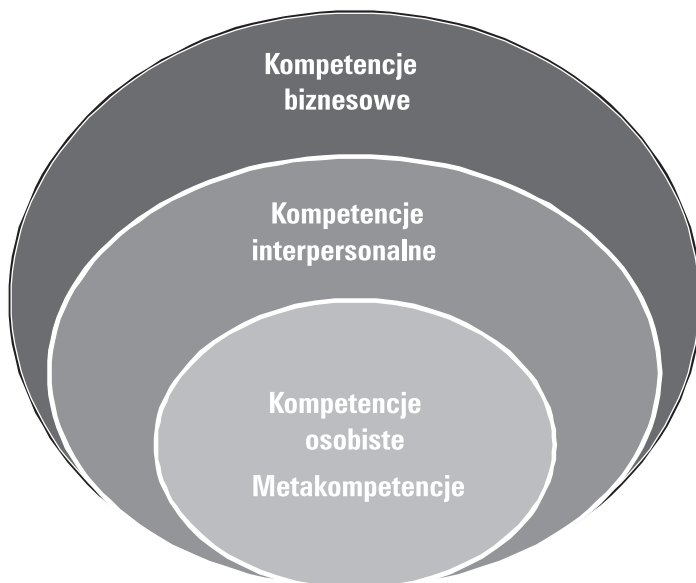 Kompetencje
biznesowe
Kompetencje
interpersonalne
Kompetencje
osobiste
Metakompetencje